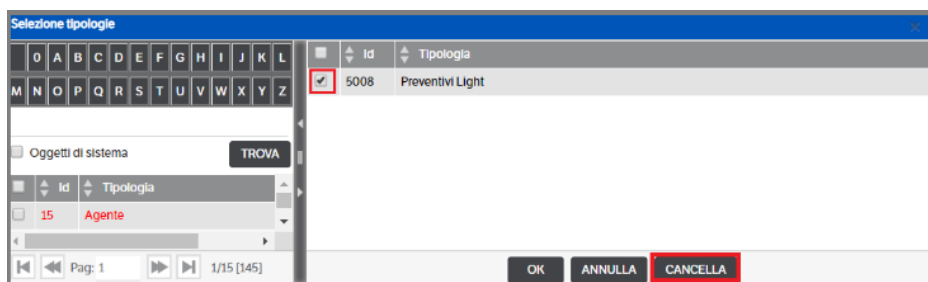 Selezione tipologie
0 A B C D E F G H I J K L
M N O P Q R S T U V W X Y Z
Oggetti di sistema TROVA
Id Tipologia
15 Agente
Pag: 1 1/15 [145]
Id Tipologia
5008 Preventivi Light
OK ANNULLA CANCELLA